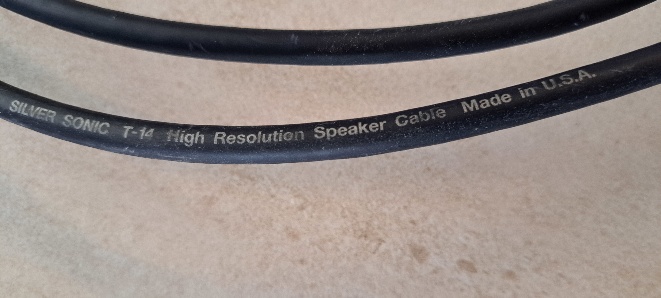 SILVER SONIC T-14 High Resolution Speaker Cable Made in U.S.A.